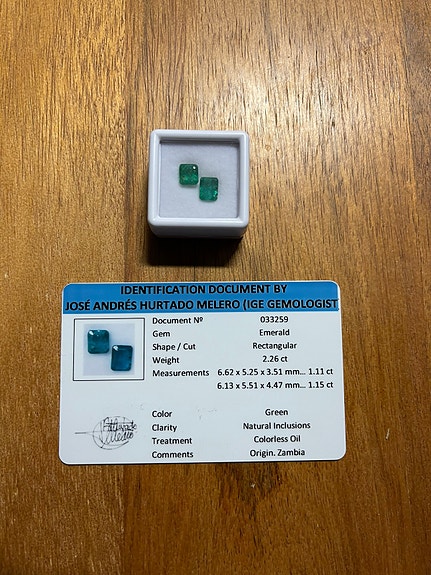 IDENTIFICATION DOCUMENT BY
JOSÉ ANDRÉS HURTADO MELERO (IGE GEMOLOGIST
Document Nº 033259
Gem Emerald
Shape / Cut Rectangular
Weight 2.26 ct
Measurements 6.62 x 5.25 x 3.51 mm... 1.11 ct
6.13 x 5.51 x 4.47 mm... 1.15 ct
Color Green
Clarity Natural Inclusions
Treatment Colorless Oil
Comments Origin. Zambia